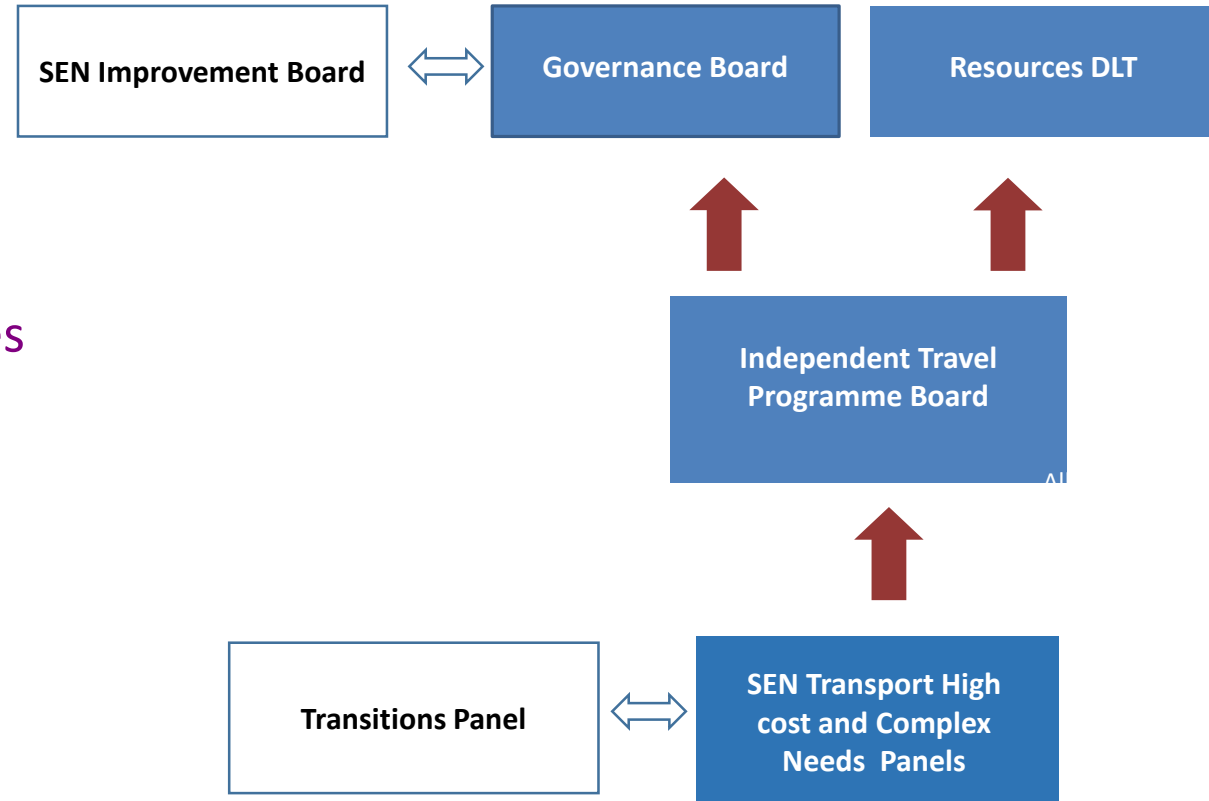 SEN Improvement Board
Governance Board
Resources DLT
Independent Travel
Programme Board
Transitions Panel
SEN Transport High
cost and Complex
Needs Panels